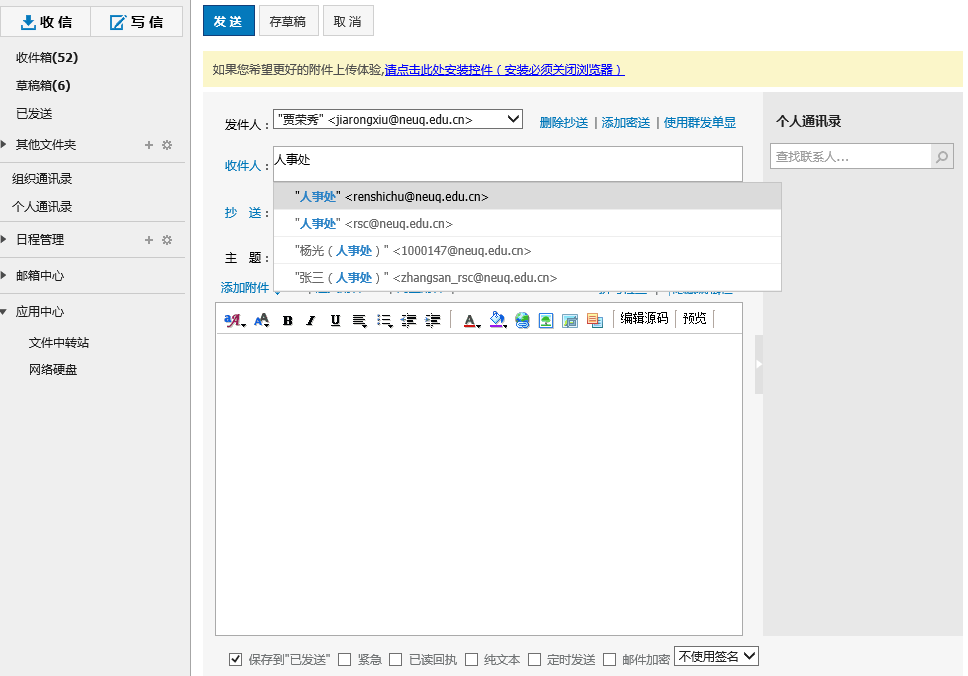 收 信 写 信
收件箱(52)
草稿箱(6)
已发送
其他文件夹
组织通讯录
个人通讯录
日程管理
邮箱中心
应用中心
文件中转站
网络硬盘
发 送 存草稿 取 消
如果您希望更好的附件上传体验,请点击此处安装控件（安装必须关闭浏览器）
发件人： "贾荣秀" <jiarongxiu@neuq.edu.cn> 删除抄送 | 添加密送 | 使用群发单显
收件人： 人事处
"人事处" <renshichu@neuq.edu.cn>
抄 送： "人事处" <rsc@neuq.edu.cn>
主 题： "杨光（人事处）" <1000147@neuq.edu.cn>
"张三（人事处）" <zhangsan_rsc@neuq.edu.cn>
添加附件
B I U A 编辑源码 预览
保存到"已发送" 紧急 已读回执 纯文本 定时发送 邮件加密 不使用签名
个人通讯录
查找联系人...